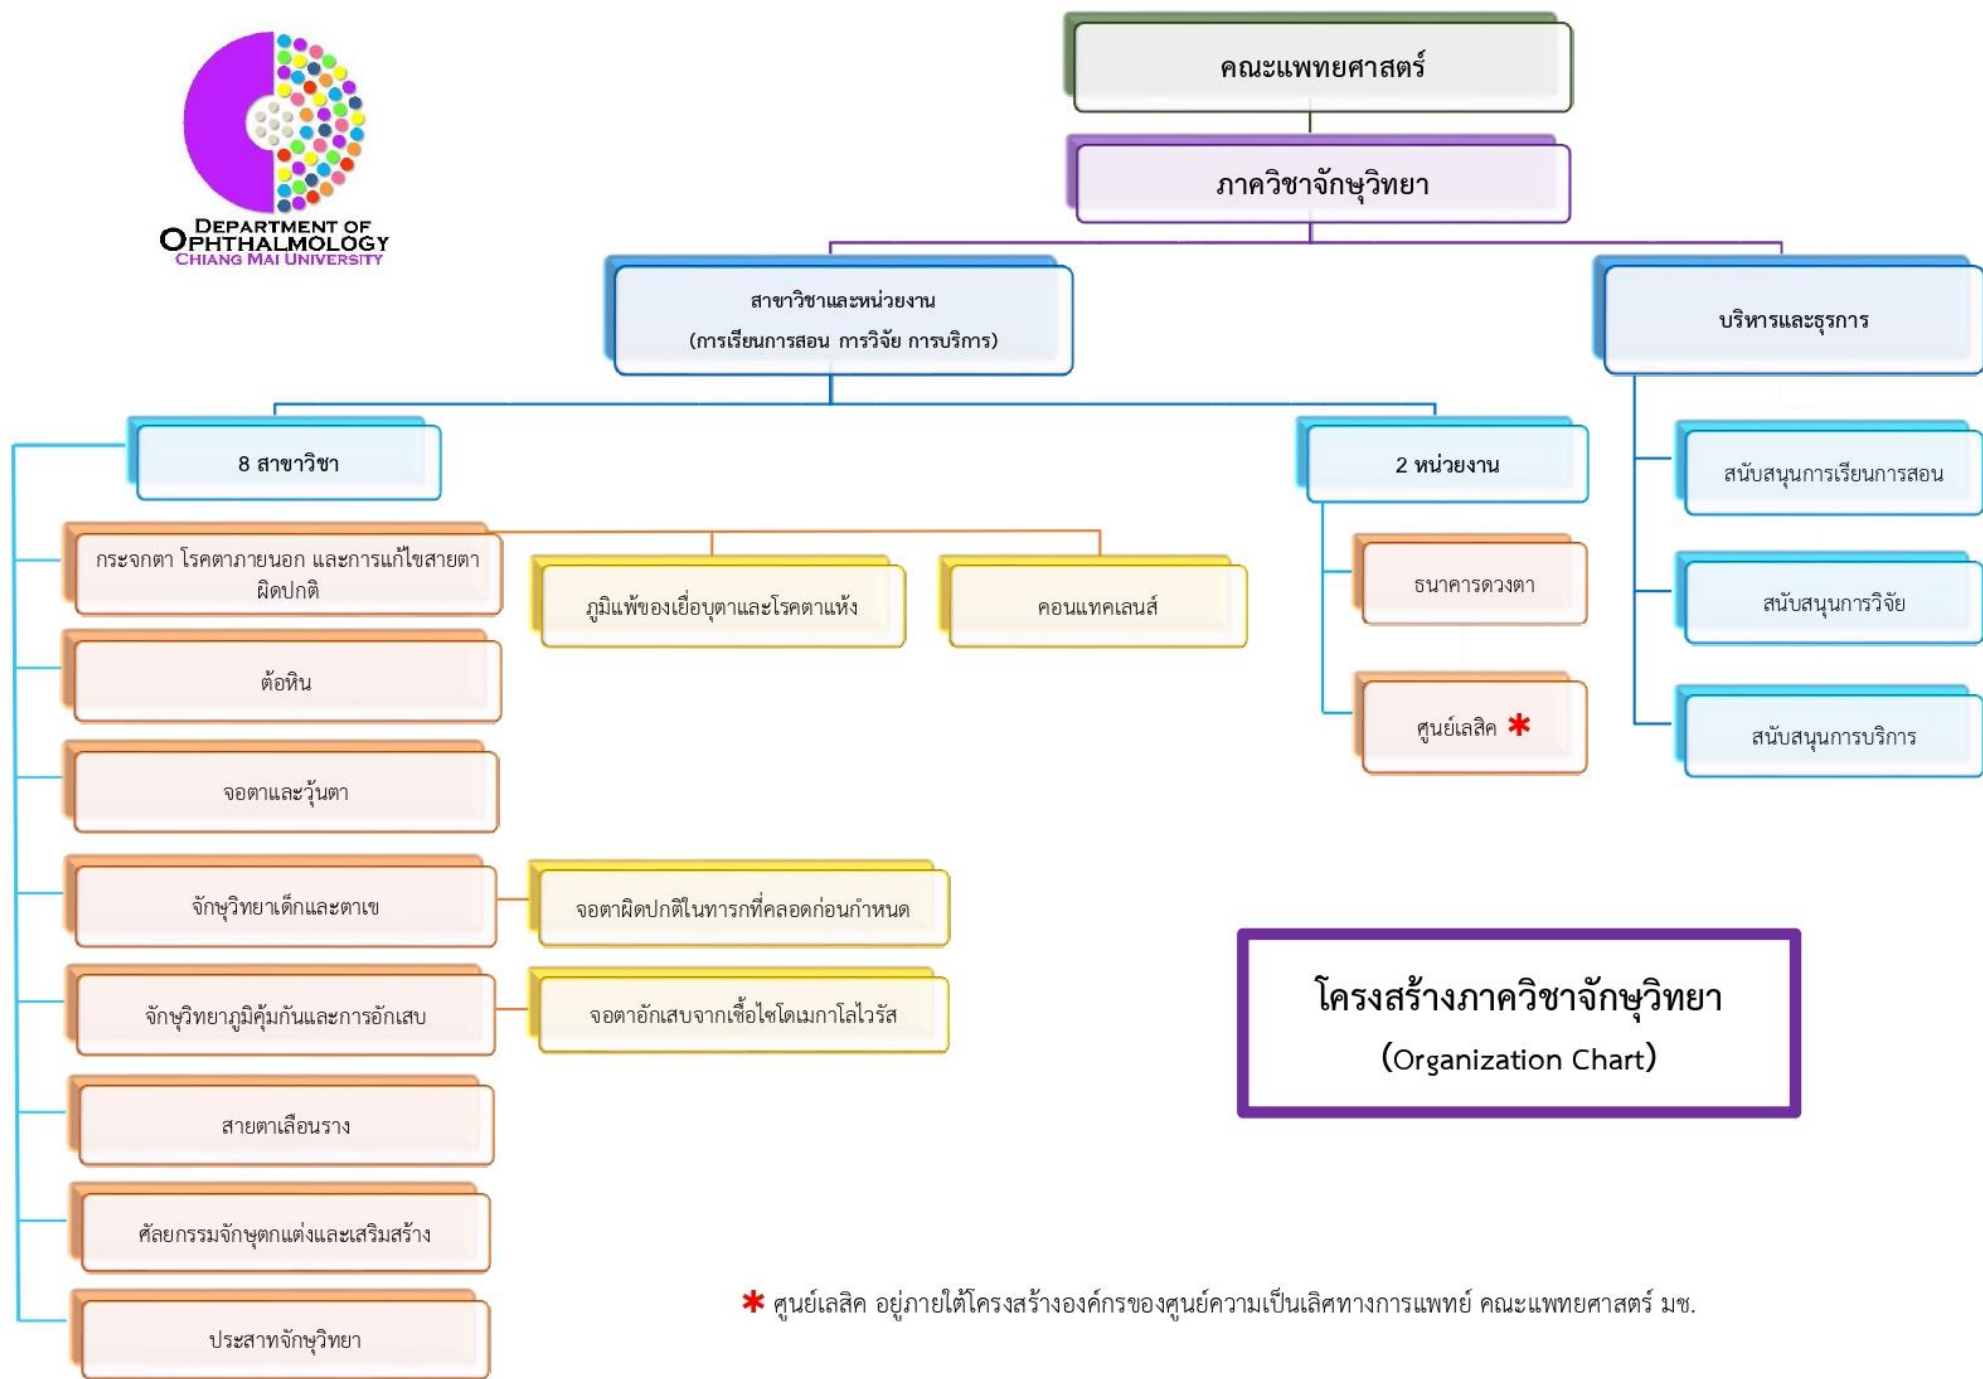 คณะแพทยศาสตร์
ภาควิชาจักษุวิทยา
DEPARTMENT OF
OPHTHALMOLOGY
CHIANG MAI UNIVERSITY
สาขาวิชาและหน่วยงาน
(การเรียนการสอน การวิจัย การบริการ)
บริหารและธุรการ
8 สาขาวิชา
2 หน่วยงาน
สนับสนุนการเรียนการสอน
กระจกตา โรคตาภายนอก และการแก้ไขสายตา
ผิดปกติ
ภูมิแพ้ของเยื่อบุตาและโรคตาแห้ง
คอนแทคเลนส์
ธนาคารดวงตา
สนับสนุนการวิจัย
ต้อหิน
ศูนย์เลสิค *
สนับสนุนการบริการ
จอตาและวุ้นตา
จักษุวิทยาเด็กและตาเข
จอตาผิดปกติในทารกที่คลอดก่อนกำหนด
จักษุวิทยาภูมิคุ้มกันและการอักเสบ
จอตาอักเสบจากเชื้อไซโตเมกาโลไวรัส
โครงสร้างภาควิชาจักษุวิทยา
(Organization Chart)
สายตาเลือนราง
ศัลยกรรมจักษุตกแต่งและเสริมสร้าง
ประสาทจักษุวิทยา
* ศูนย์เลสิค อยู่ภายใต้โครงสร้างองค์กรของศูนย์ความเป็นเลิศทางการแพทย์ คณะแพทยศาสตร์ มช.